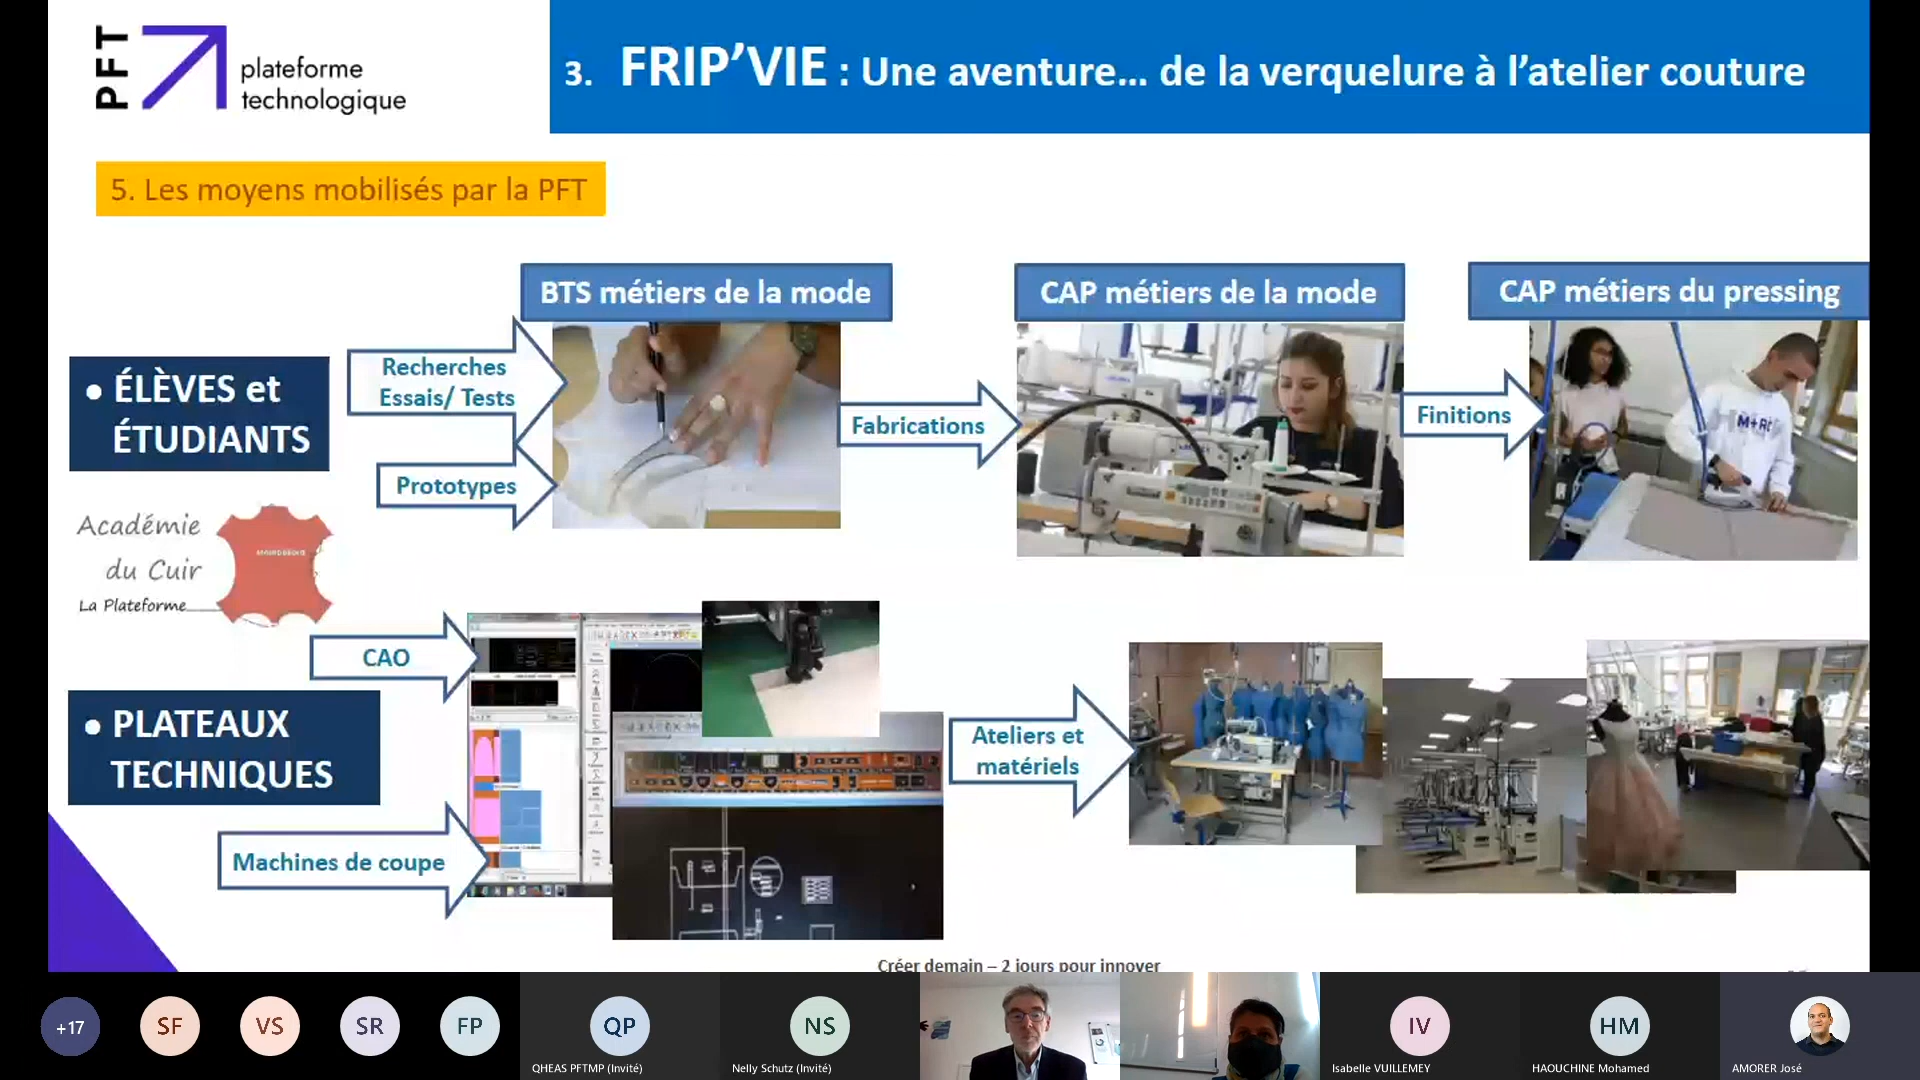 PFT
plateforme
technologique
3. FRIP’VIE : Une aventure... de la verquelure à l’atelier couture
5. Les moyens mobilisés par la PFT
BTS métiers de la mode
CAP métiers de la mode
CAP métiers du pressing
• ÉLÈVES et
ÉTUDIANTS
Recherches
Essais/ Tests
Prototypes
Fabrications
Finitions
Académie
du Cuir
La Plateforme
CAO
• PLATEAUX
TECHNIQUES
Machines de coupe
Ateliers et
matériels
Créer demain – 2 jours pour innover
+17
SF
VS
SR
FP
QP
QHEAS PFTMP (Invité)
NS
Nelly Schutz (Invité)
IV
Isabelle VUILLEMEY
HM
HAOUCHINE Mohamed
AMORER José